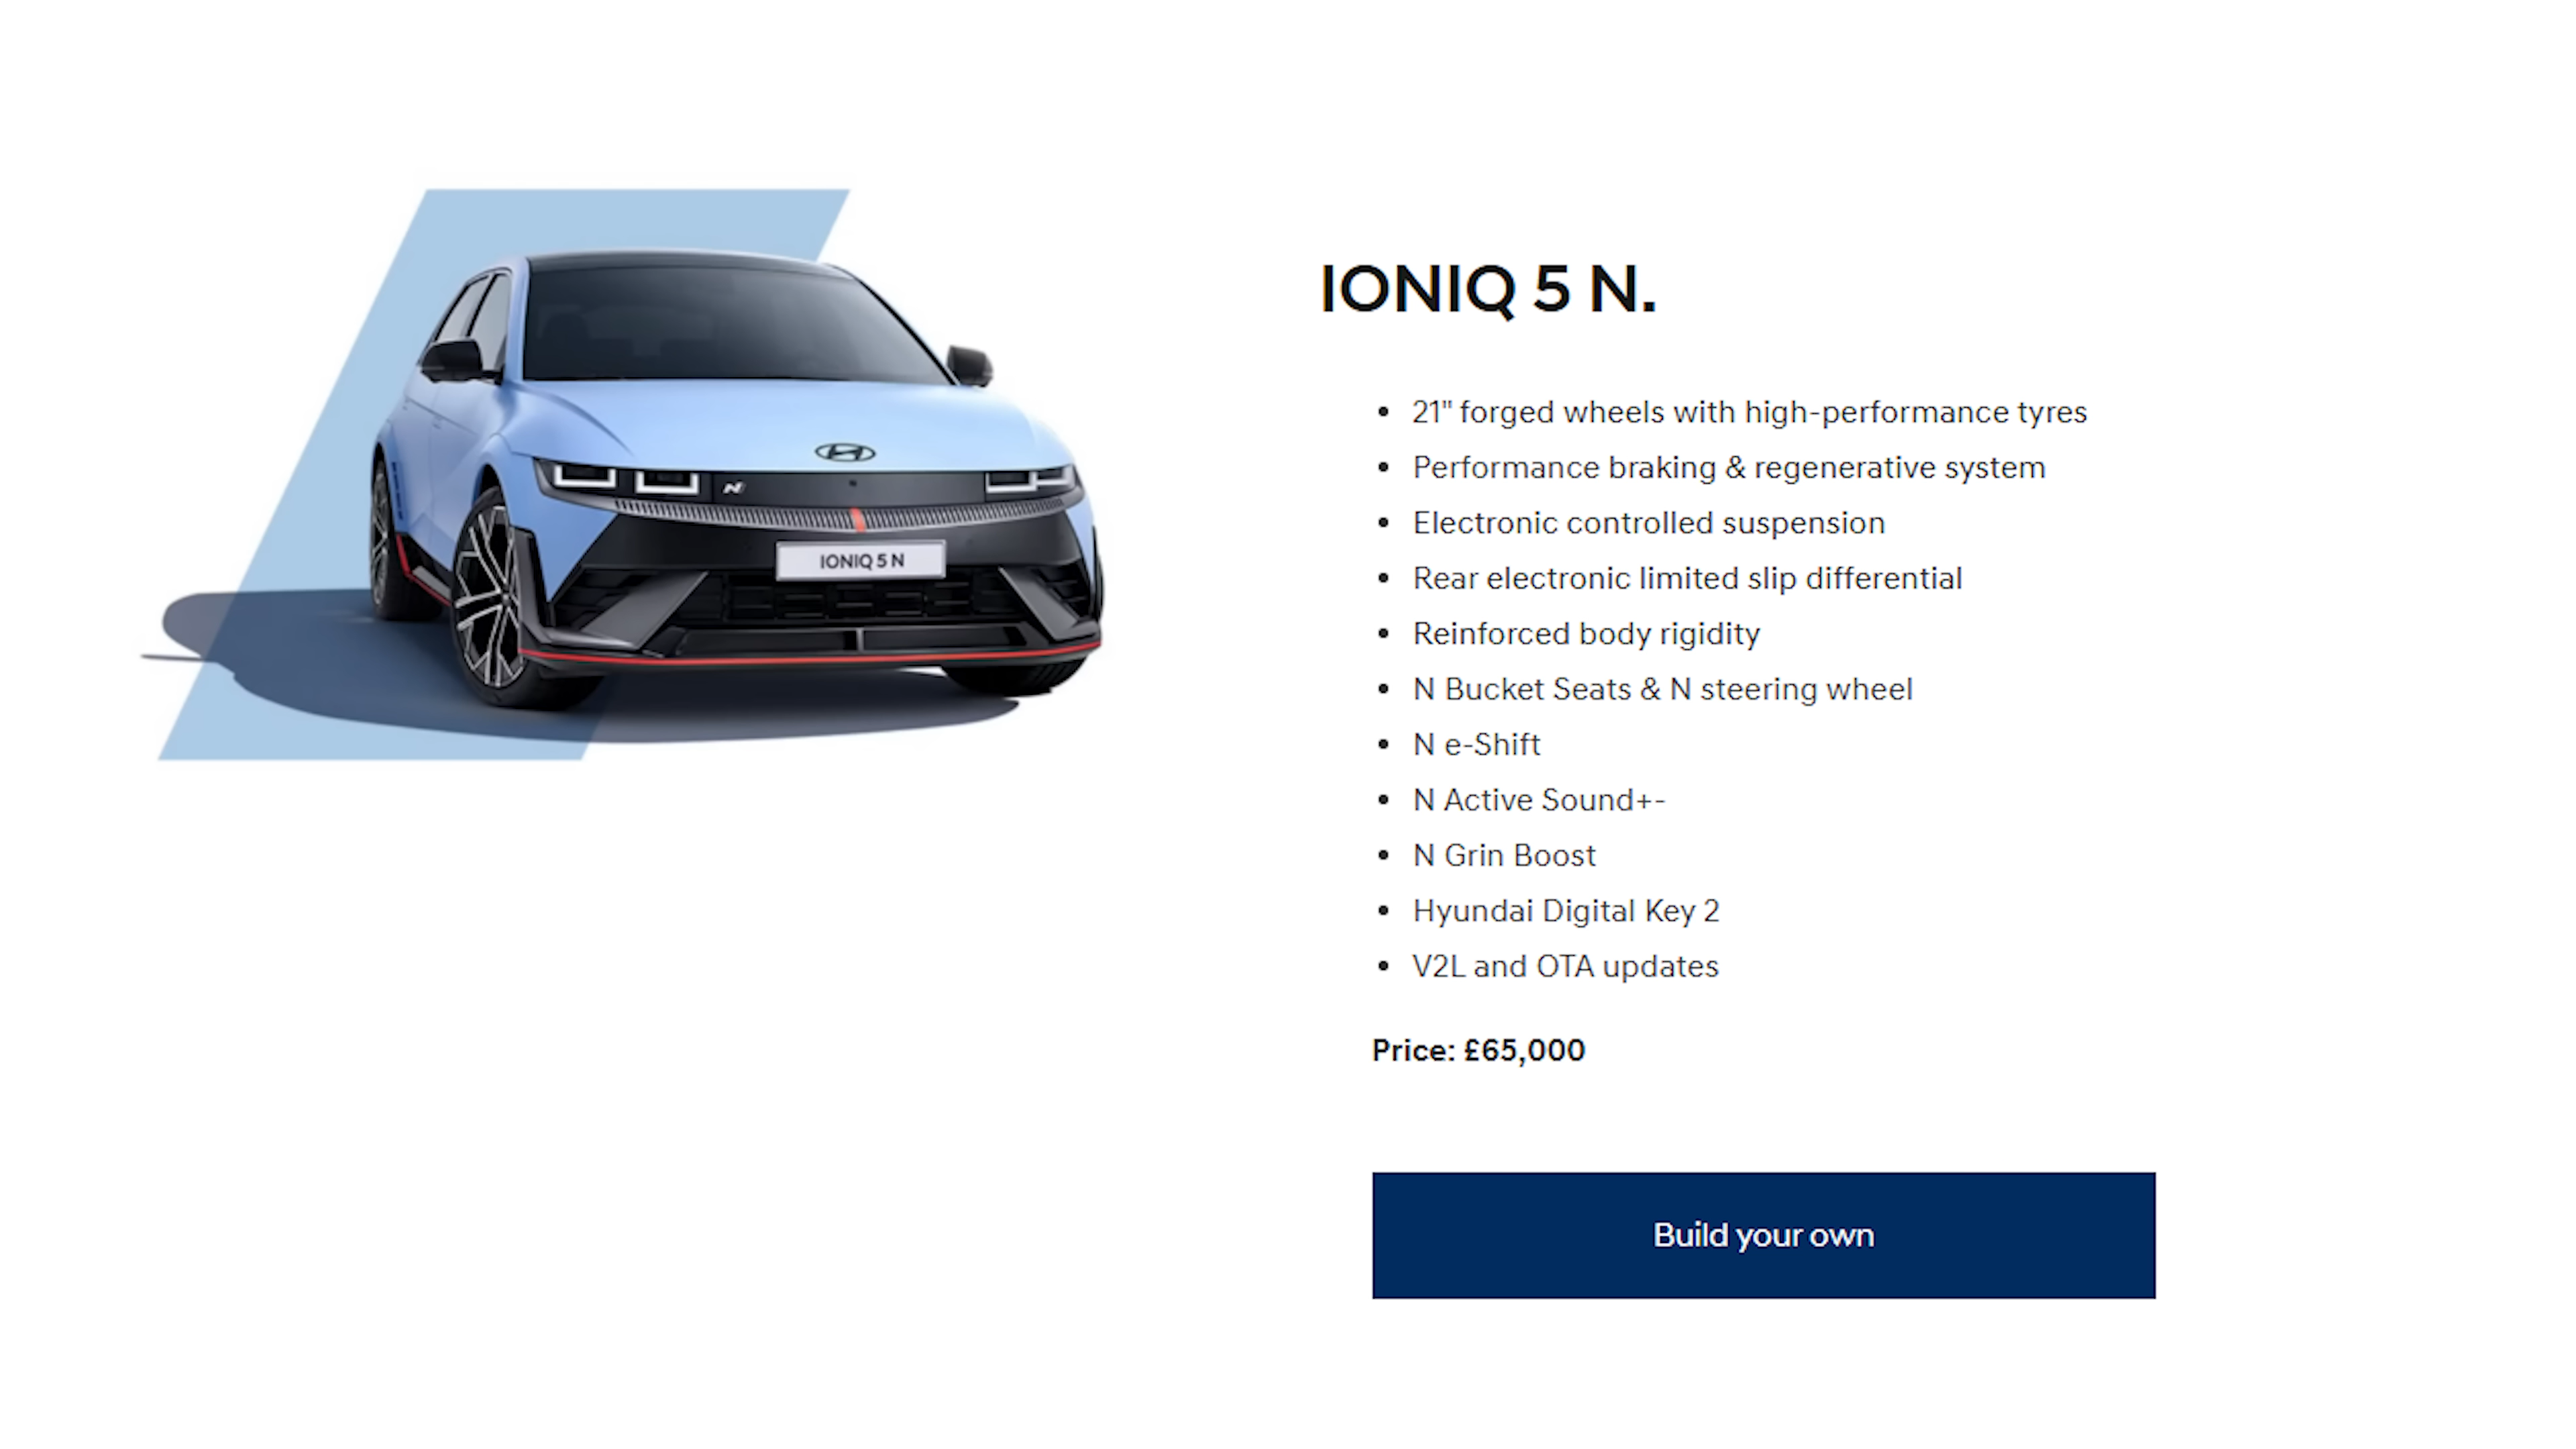 IONIQ 5 N.
21" forged wheels with high-performance tyres
Performance braking & regenerative system
Electronic controlled suspension
Rear electronic limited slip differential
Reinforced body rigidity
N Bucket Seats & N steering wheel
N e-Shift
N Active Sound+-
N Grin Boost
Hyundai Digital Key 2
V2L and OTA updates
Price: £65,000
Build your own
N
IONIQ 5 N